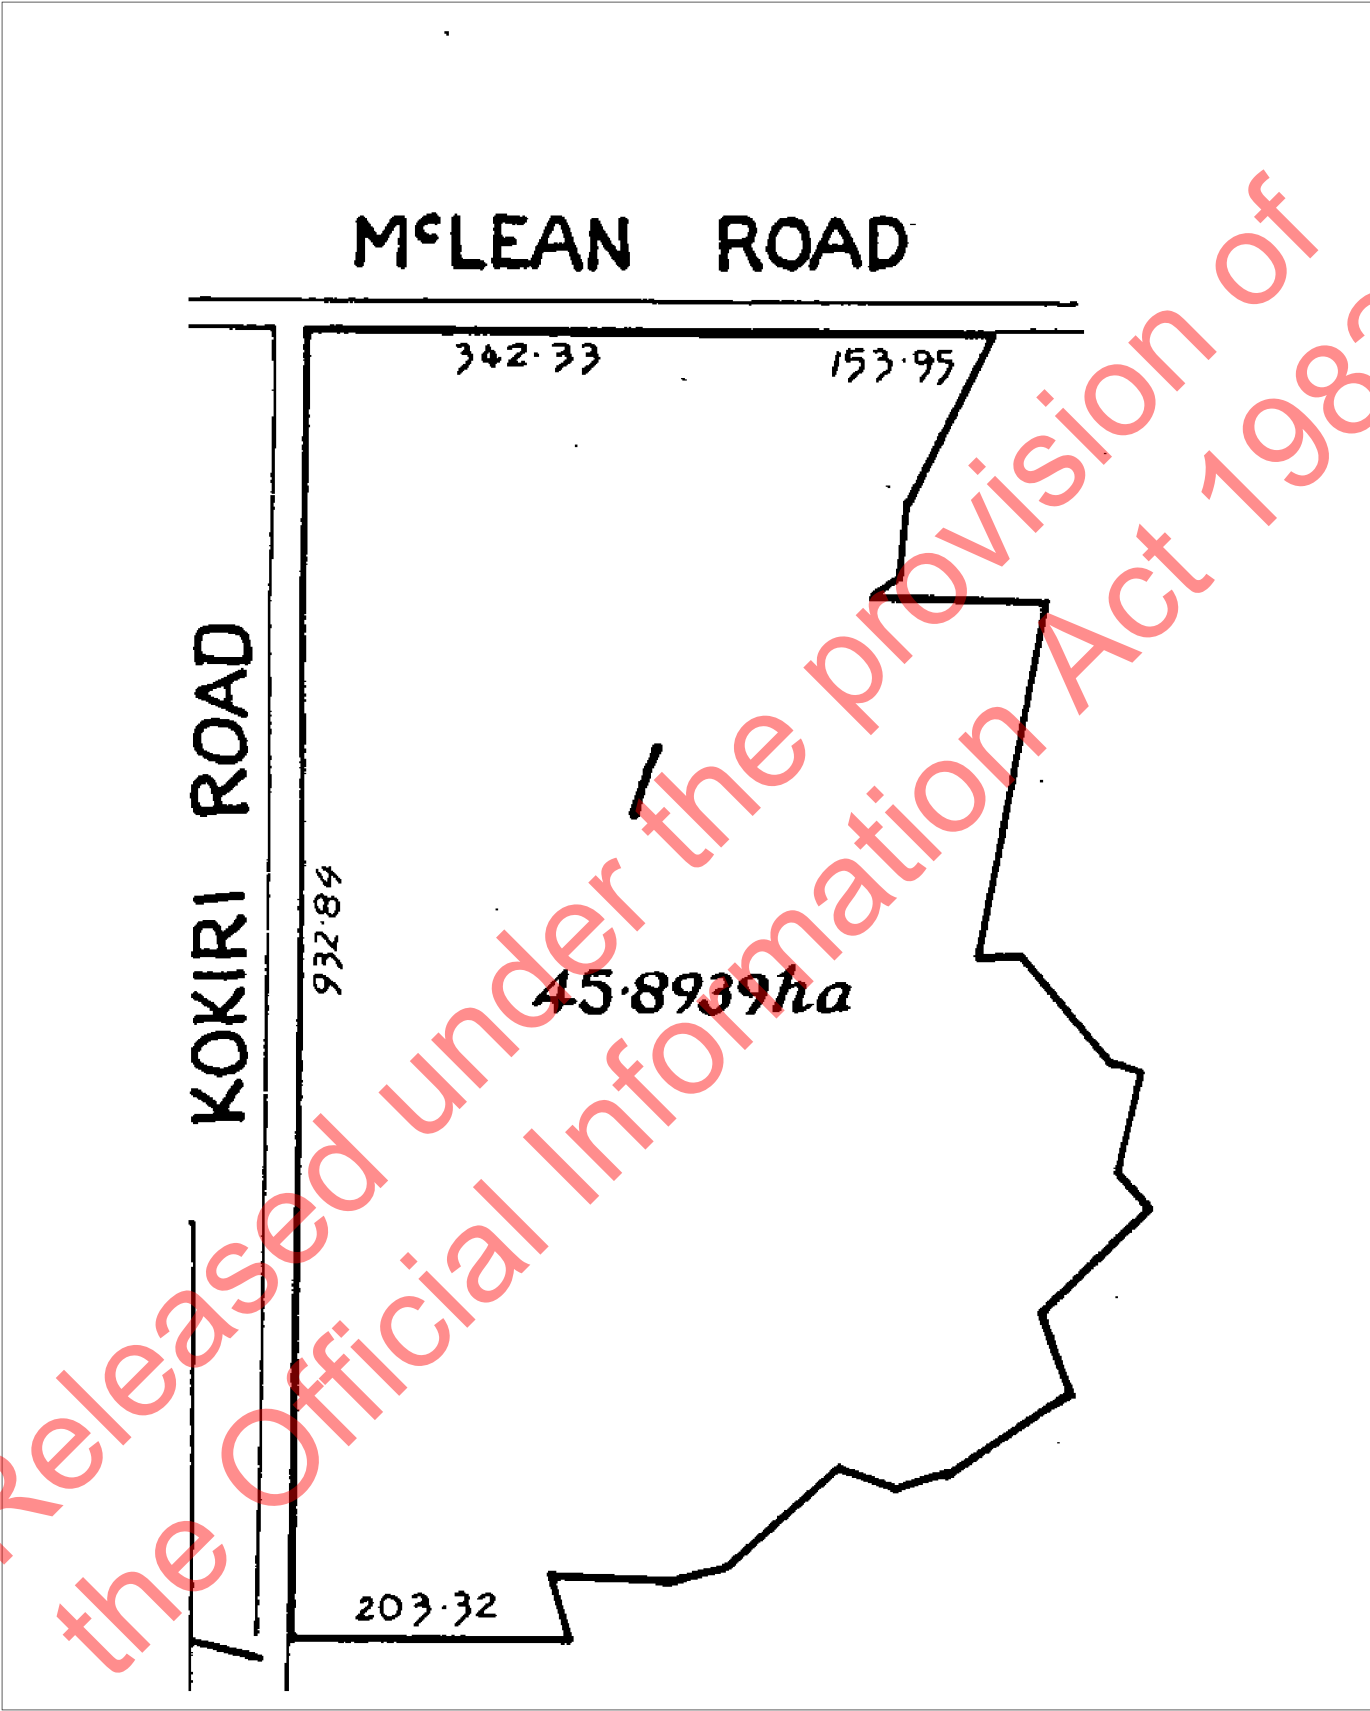 McLEAN ROAD
342.33
153.95
KOKIRI ROAD
932.84
1
45.8939ha
203.32
Released under the provision of
the Official Information Act 198